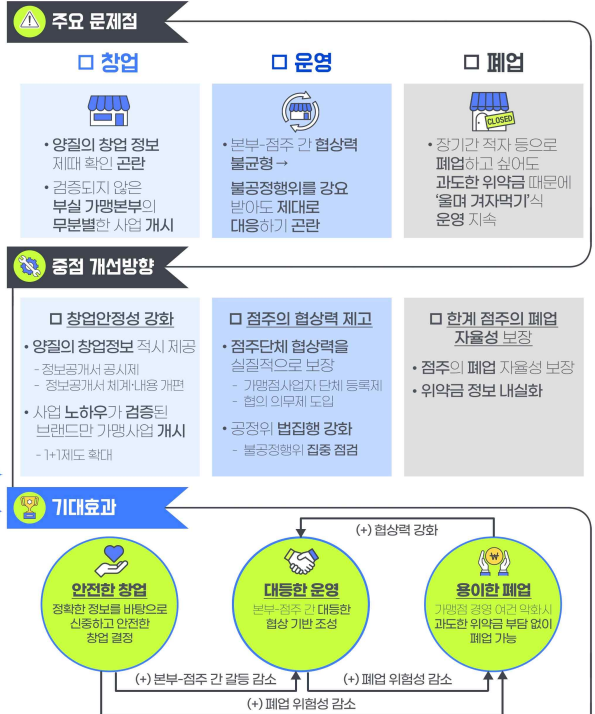 주요 문제점
□ 창업
• 양질의 창업 정보
제때 확인 곤란
• 검증되지 않은
부실 가맹본부의
무분별한 사업 개시
□ 운영
• 본부-점주 간 협상력
불균형 →
불공정행위를 강요
받아도 제대로
대응하기 곤란
□ 폐업
CLOSED
• 장기간 적자 등으로
폐업하고 싶어도
과도한 위약금 때문에
'울며 겨자먹기'식
운영 지속
중점 개선방향
□ 창업안정성 강화
• 양질의 창업정보 적시 제공
- 정보공개서 공시제
- 정보공개서 체계·내용 개편
• 사업 노하우가 검증된
브랜드만 가맹사업 개시
- 1+1제도 확대
□ 점주의 협상력 제고
• 점주단체 협상력을
실질적으로 보장
- 가맹점사업자 단체 등록제
- 협의 의무제 도입
• 공정위 법집행 강화
- 불공정행위 집중 점검
□ 한계 점주의 폐업
자율성 보장
• 점주의 폐업 자율성 보장
• 위약금 정보 내실화
기대효과
(+) 협상력 강화
안전한 창업
정확한 정보를 바탕으로
신중하고 안전한
창업 결정
대등한 운영
본부-점주 간 대등한
협상 기반 조성
₩
용이한 폐업
가맹점 경영 여건 악화시
과도한 위약금 부담 없이
폐업 가능
(+) 본부-점주 간 갈등 감소
(+) 폐업 위험성 감소
(+) 폐업 위험성 감소